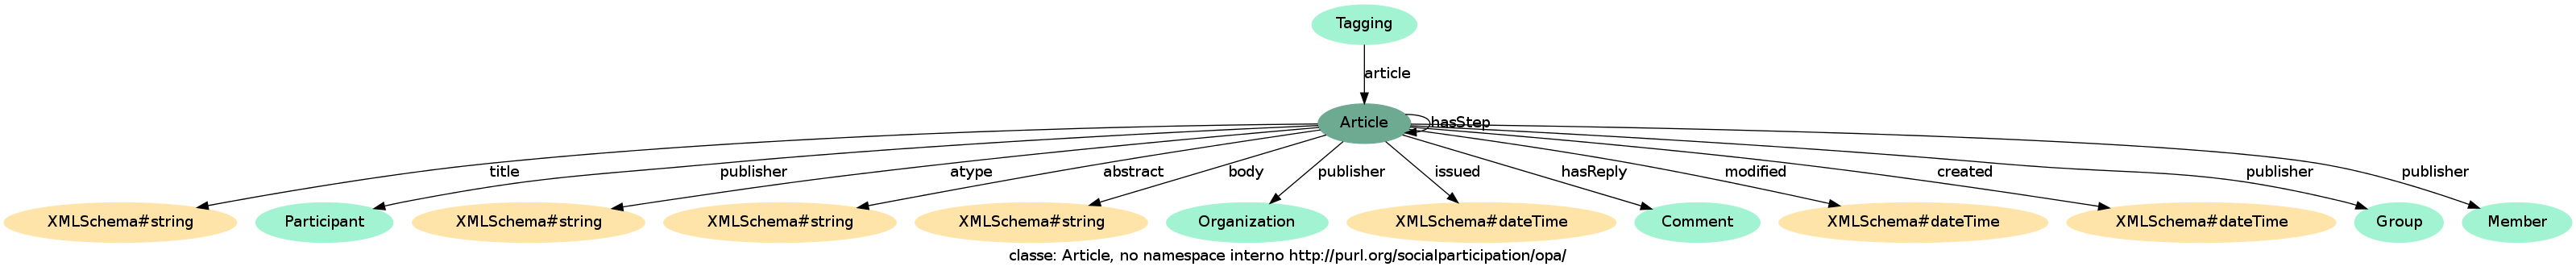 Tagging
article
Article
hasStep
title
publisher
atype
abstract
body
publisher
issued
hasReply
modified
created
publisher
publisher
XMLSchema#string
Participant
XMLSchema#string
XMLSchema#string
XMLSchema#string
Organization
XMLSchema#dateTime
Comment
XMLSchema#dateTime
XMLSchema#dateTime
Group
Member
classe: Article, no namespace interno http://purl.org/socialparticipation/opa/